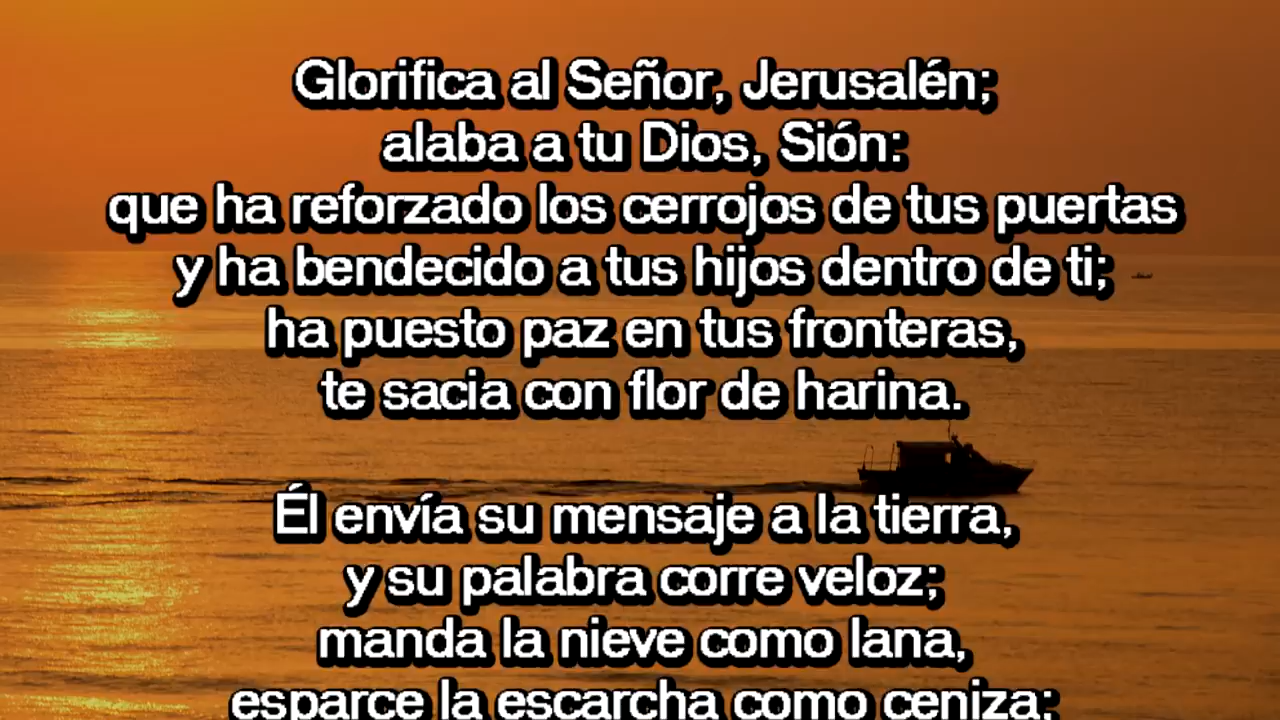 Glorifica al Señor, Jerusalén;
alaba a tu Dios, Sión:
que ha reforzado los cerrojos de tus puertas
y ha bendecido a tus hijos dentro de ti;
ha puesto paz en tus fronteras,
te sacia con flor de harina.
Él envía su mensaje a la tierra,
y su palabra corre veloz;
manda la nieve como lana,
esparce la escarcha como ceniza;